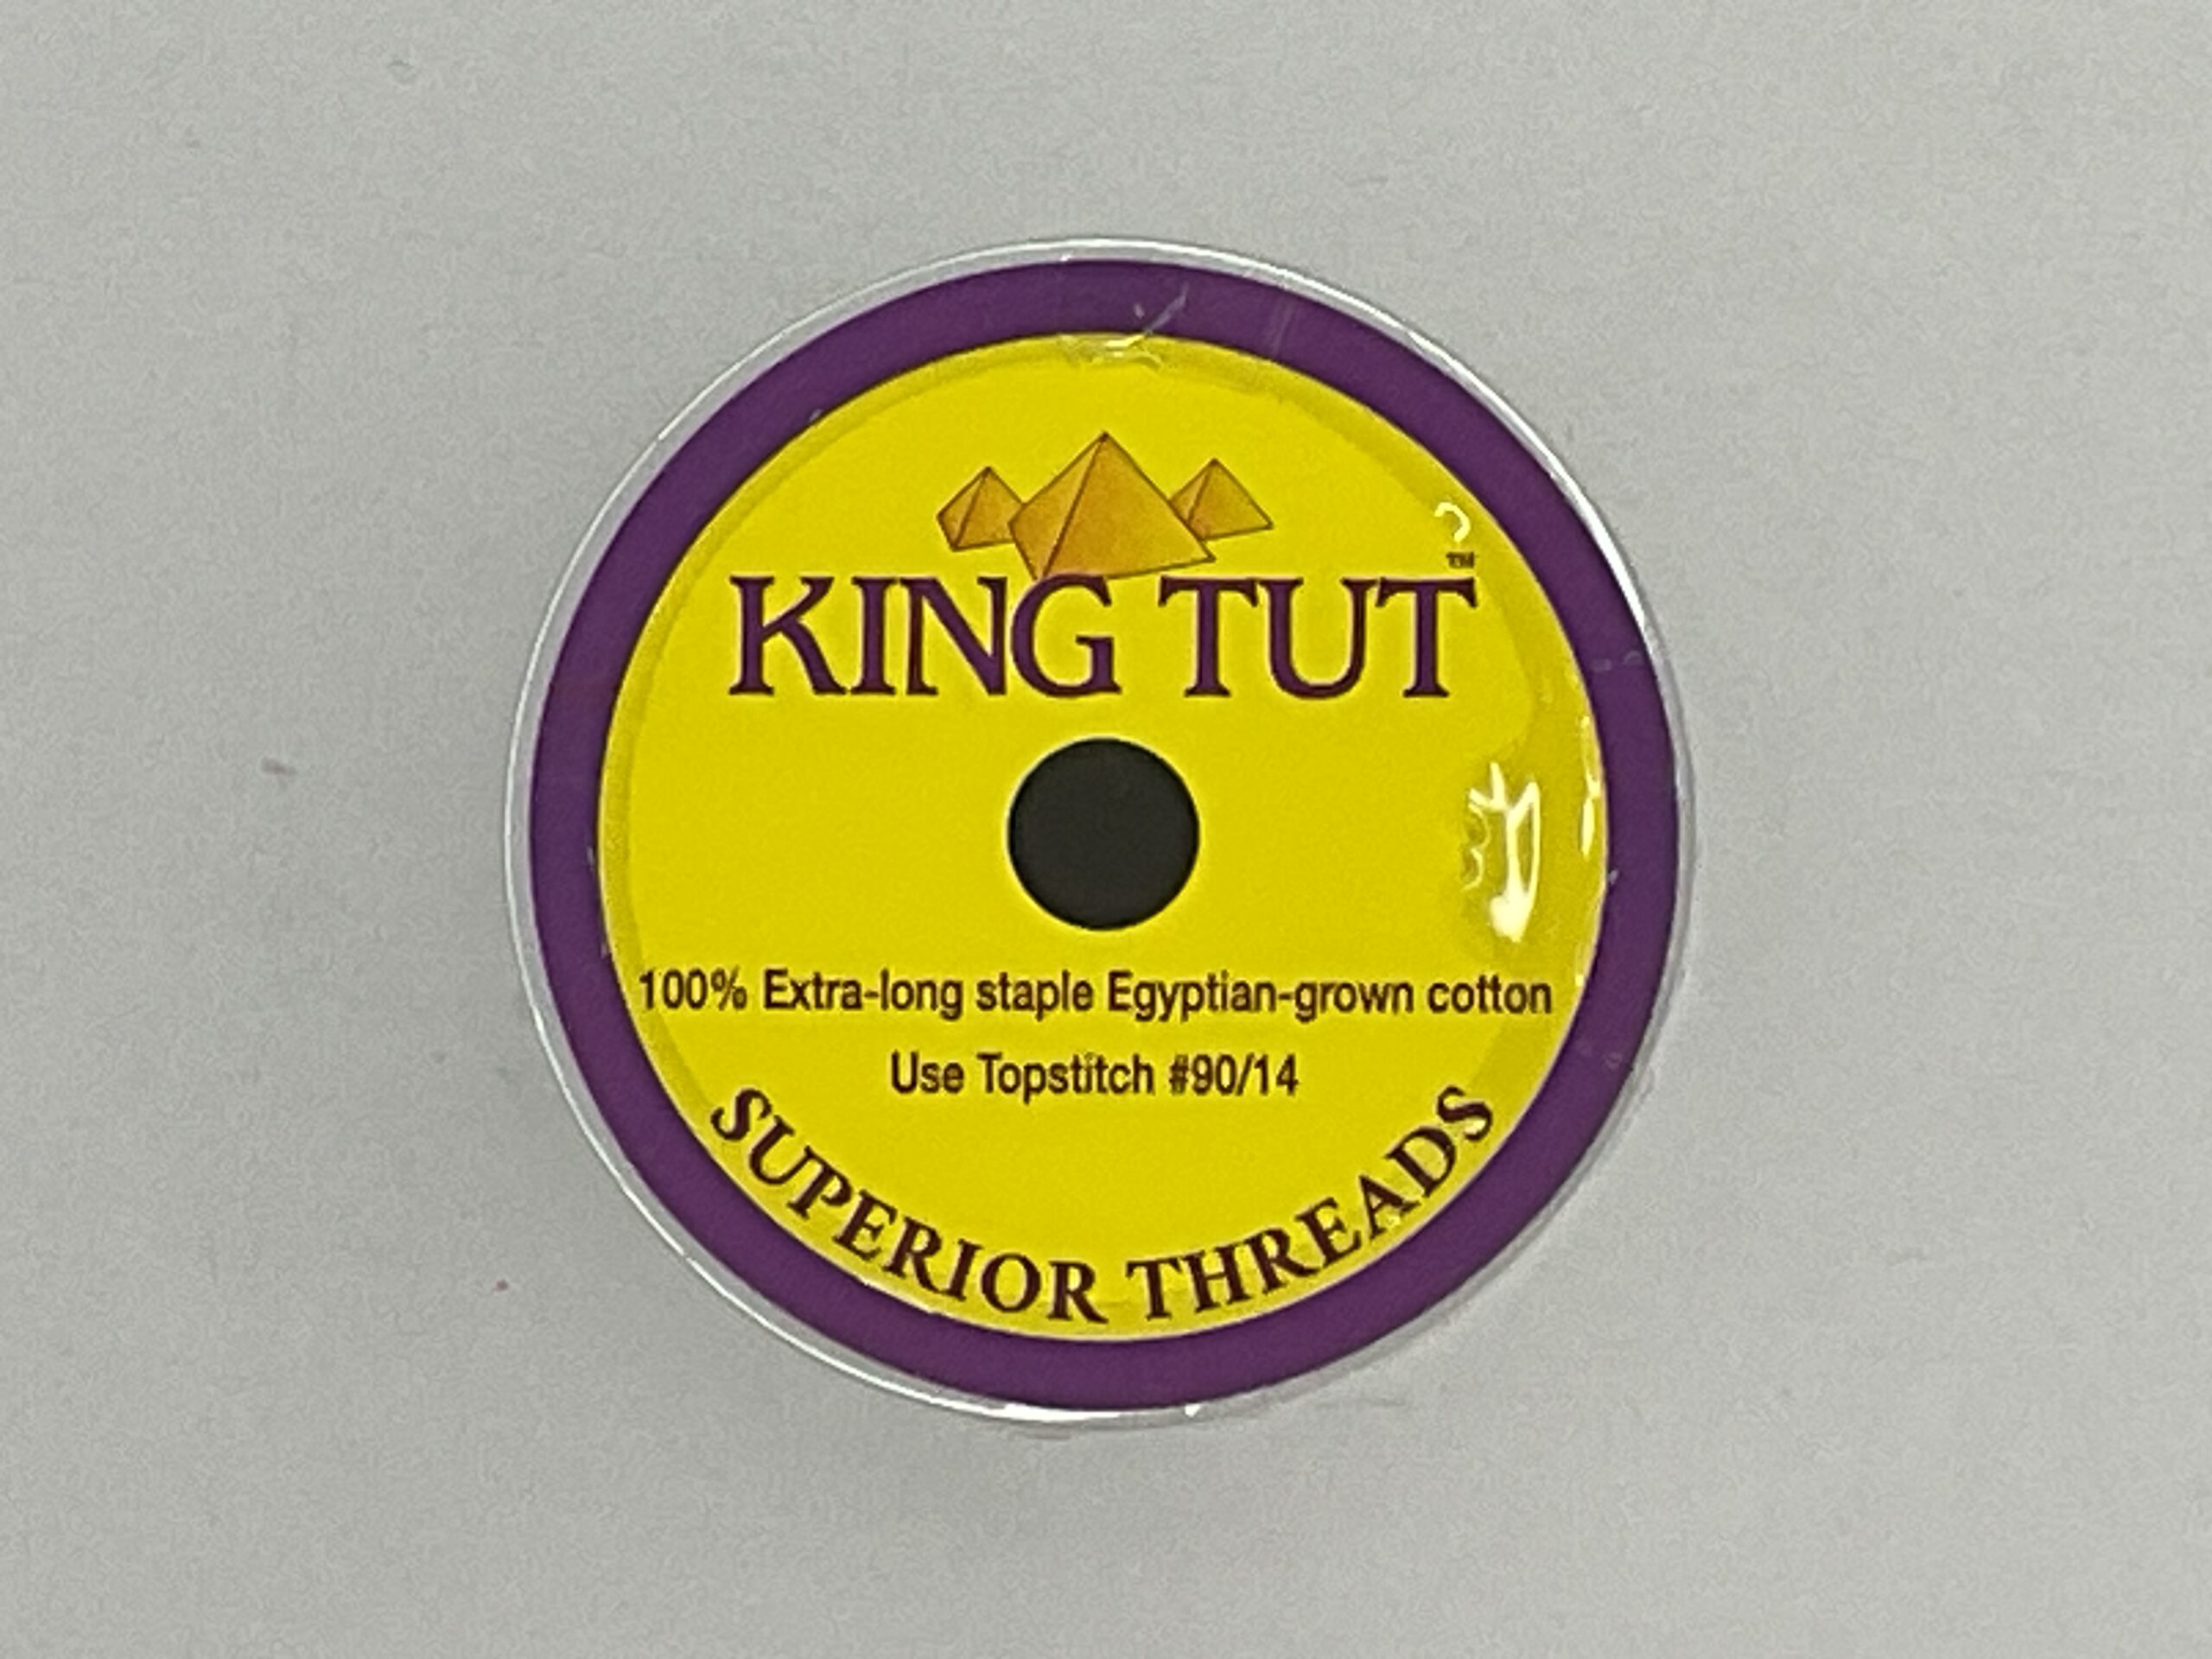 KING TUT™
100% Extra-long staple Egyptian-grown cotton
Use Topstitch #90/14
SUPERIOR THREADS